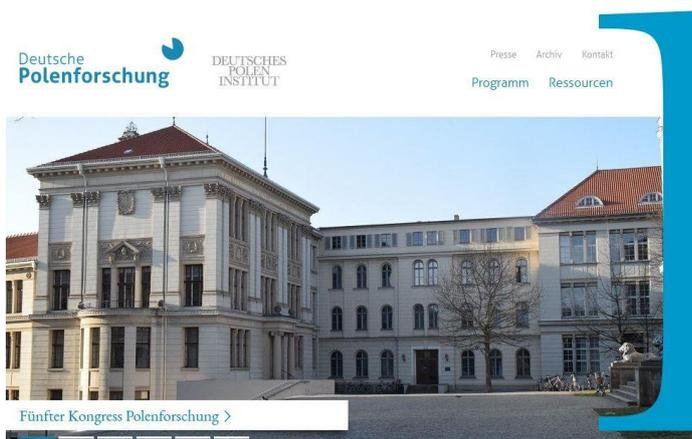 Deutsche
Polenforschung
DEUTSCHES
POLEN
INSTITUT
Presse Archiv Kontakt
Programm Ressourcen
Fünfter Kongress Polenforschung >